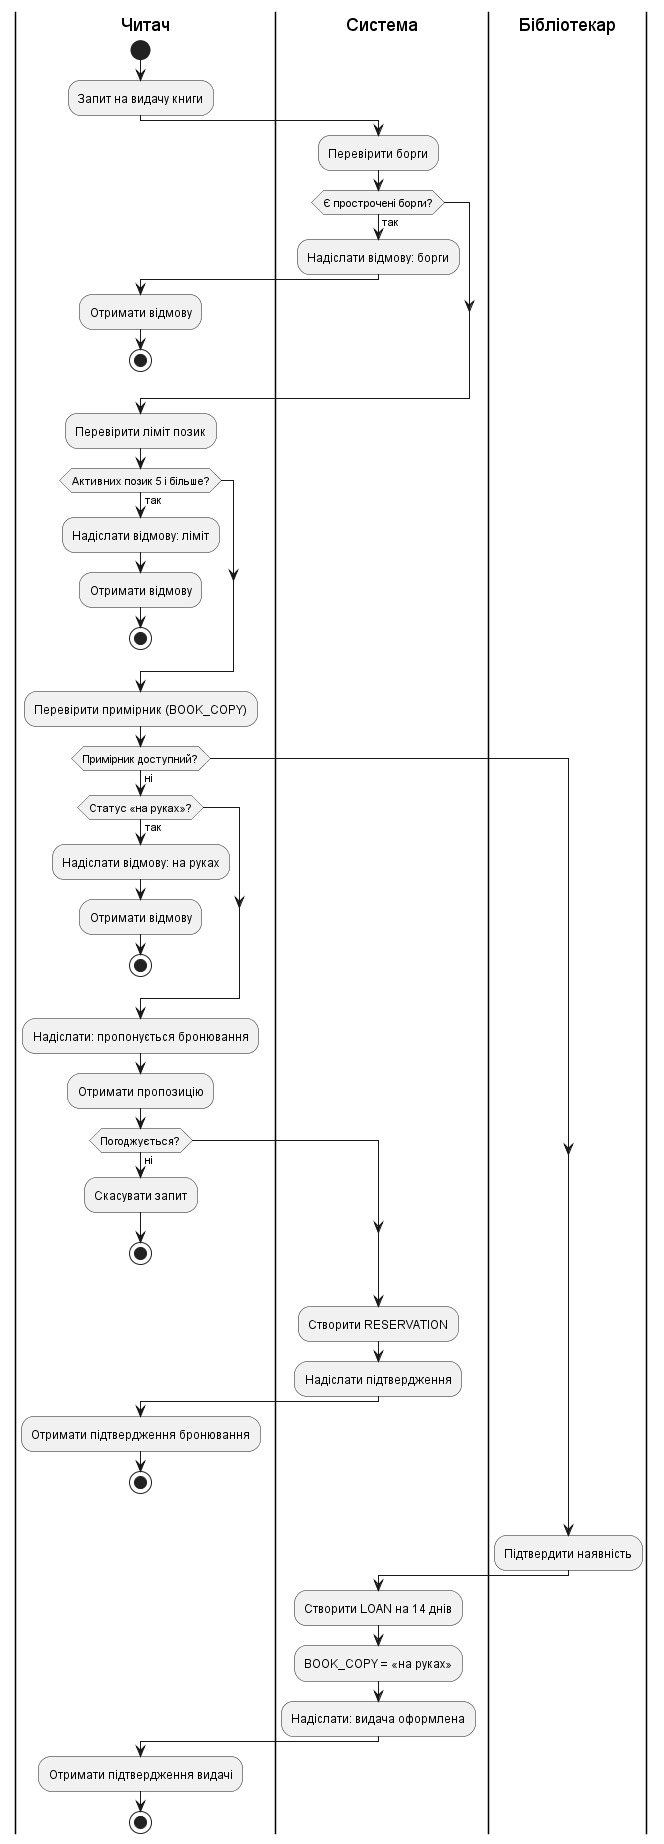 Читач
Система
Бібліотекар
Запит на видачу книги
Перевірити борги
Є прострочені борги?
так
Надіслати відмову: борги
Отримати відмову
Перевірити ліміт позик
Активних позик 5 і більше?
так
Надіслати відмову: ліміт
Отримати відмову
Перевірити примірник (BOOK_COPY)
Примірник доступний?
ні
Статус «на руках»?
так
Надіслати відмову: на руках
Отримати відмову
Надіслати: пропонується бронювання
Отримати пропозицію
Погоджується?
ні
Скасувати запит
Створити RESERVATION
Надіслати підтвердження
Отримати підтвердження бронювання
Підтвердити наявність
Створити LOAN на 14 днів
BOOK_COPY = «на руках»
Надіслати: видача оформлена
Отримати підтвердження видачі